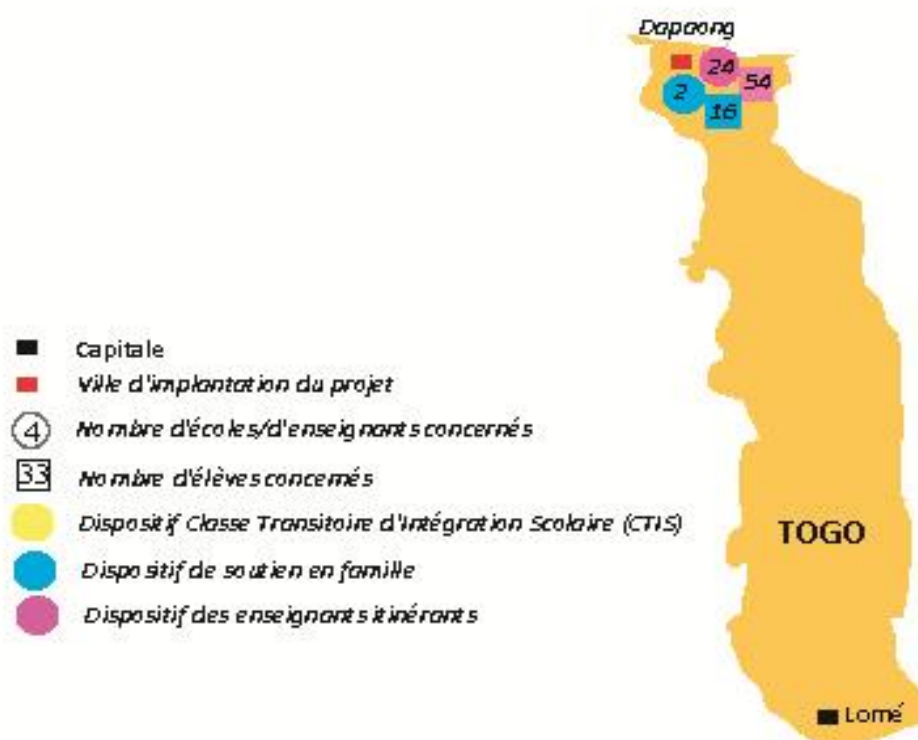 Dapaong
24
54
2
16
Capitale
Ville d'implantation du projet
4 Nombre d'écoles/d'enseignants concernés
33 Nombre d'élèves concernés
Dispositif Classe Transitoire d'Intégration Scolaire (CTIS)
Dispositif de soutien en famille
Dispositif des enseignants itinérants
TOGO
Lomé